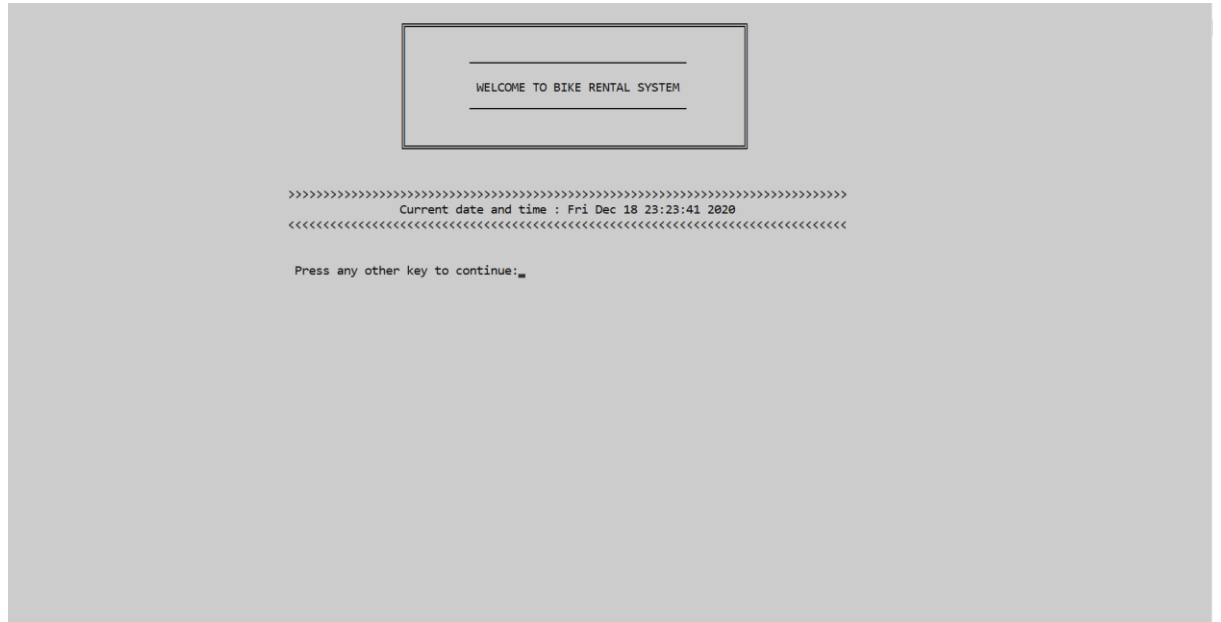 WELCOME TO BIKE RENTAL SYSTEM
>>>>>>>>>>>>>>>>>>>>>>>>>>>>>>>>>>>>>>>>>>>>>>>>>>>>>>>>>>>>>>>>>>>>>>>>>>>>>>>>
Current date and time : Fri Dec 18 23:23:41 2020
<<<<<<<<<<<<<<<<<<<<<<<<<<<<<<<<<<<<<<<<<<<<<<<<<<<<<<<<<<<<<<<<<<<<<<<<<<<<<<<<
Press any other key to continue:_